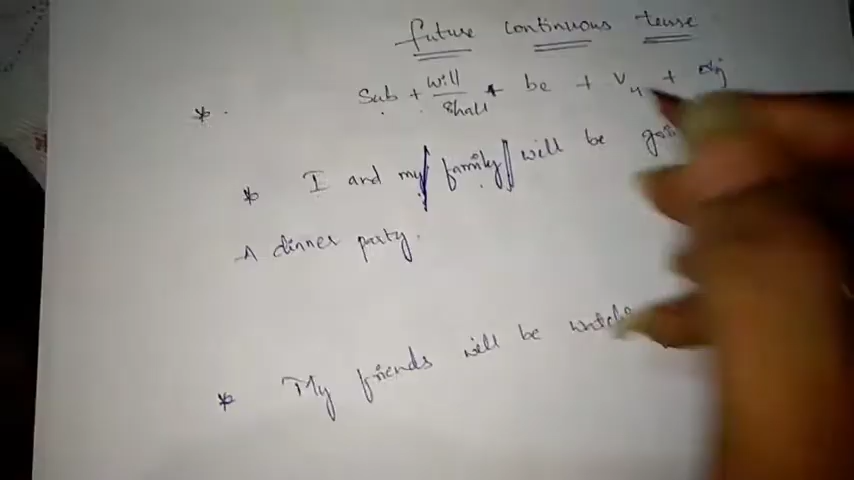 future continuous tense
* Sub + will/shall + be + V4 + obj
* I and my family will be
A dinner party.
* My friends will be